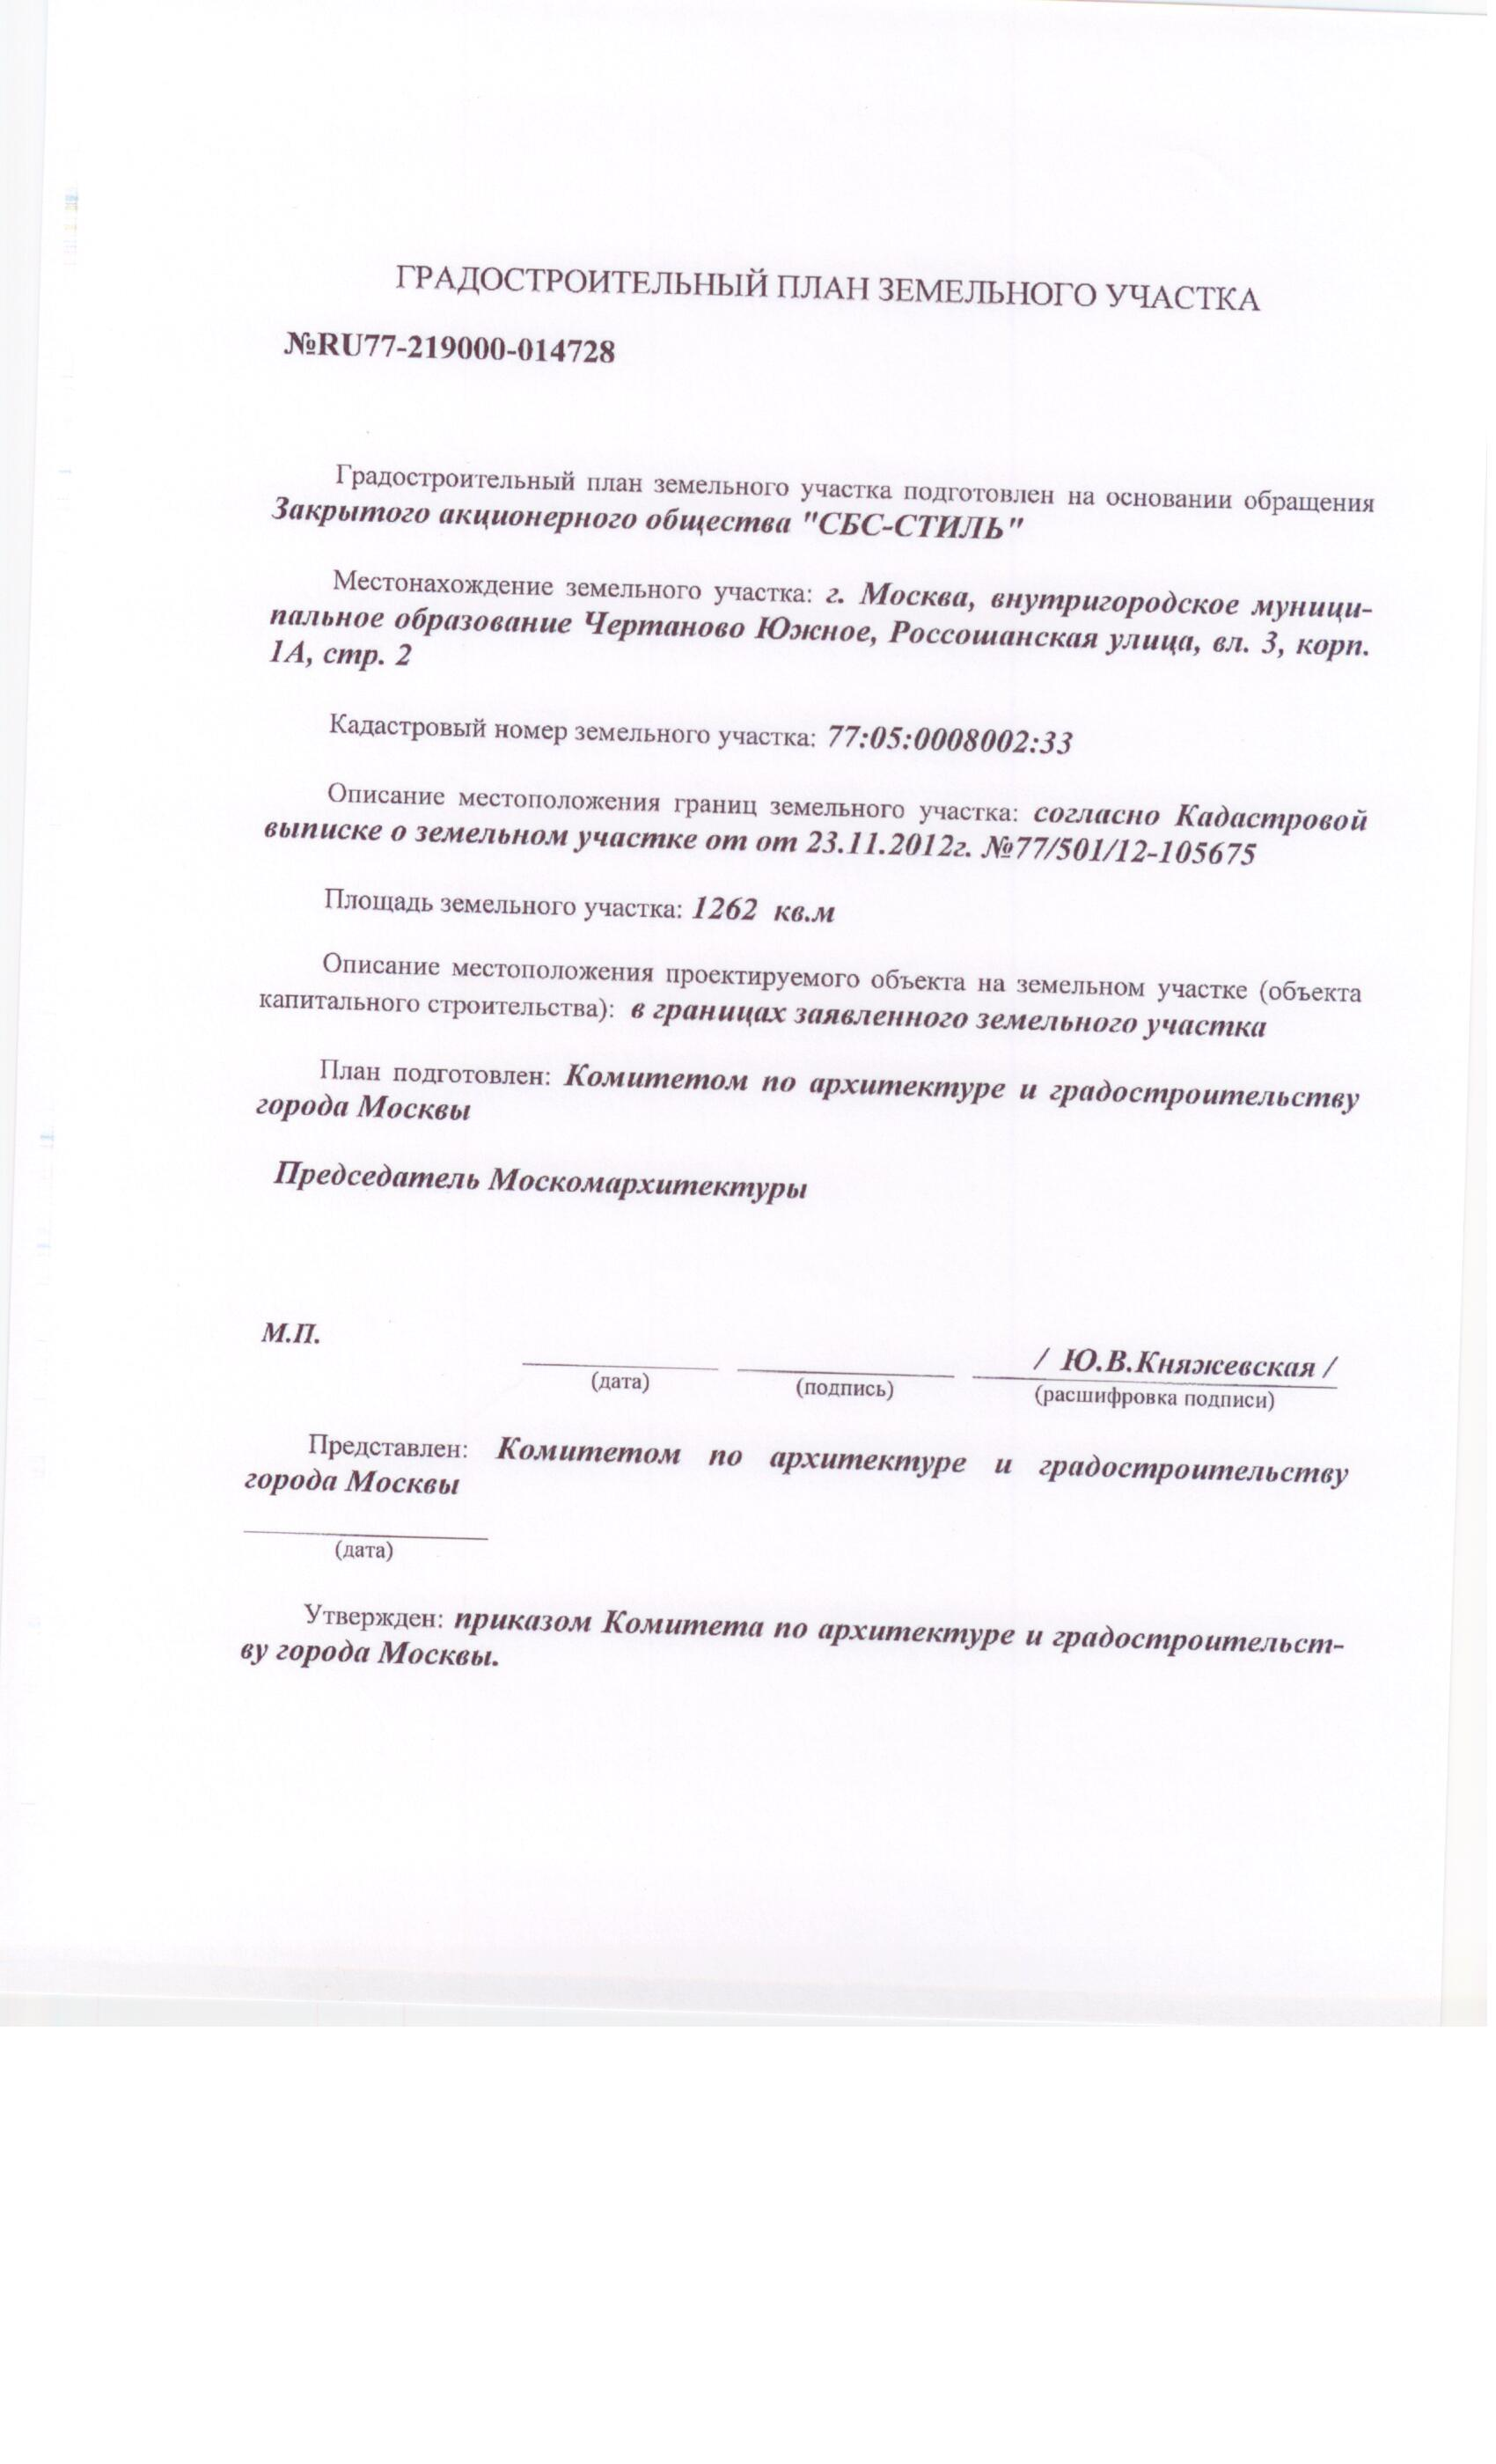 ГРАДОСТРОИТЕЛЬНЫЙ ПЛАН ЗЕМЕЛЬНОГО УЧАСТКА
№RU77-219000-014728
Градостроительный план земельного участка подготовлен на основании обращения
Закрытого акционерного общества "СБС-СТИЛЬ"
Местонахождение земельного участка: г. Москва, внутригородское муници-
пальное образование Чертаново Южное, Россошанская улица, вл. 3, корп.
1А, стр. 2
Кадастровый номер земельного участка: 77:05:0008002:33
Описание местоположения границ земельного участка: согласно Кадастровой
выписке о земельном участке от от 23.11.2012г. №77/501/12-105675
Площадь земельного участка: 1262 кв.м
Описание местоположения проектируемого объекта на земельном участке (объекта
капитального строительства): в границах заявленного земельного участка
План подготовлен: Комитетом по архитектуре и градостроительству
города Москвы
Председатель Москомархитектуры
М.П.
/ Ю.В.Княжевская /
(дата) (подпись) (расшифровка подписи)
Представлен: Комитетом по архитектуре и градостроительству
города Москвы
(дата)
Утвержден: приказом Комитета по архитектуре и градостроительст-
ву города Москвы.